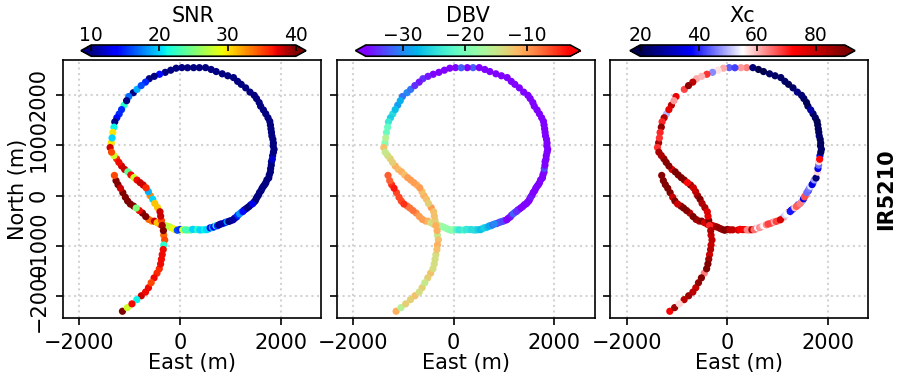 SNR DBV Xc
10 20 30 40 −30 −20 −10 20 40 60 80
2000
1000
0
−1000
−2000
North (m)
−2000 0 2000 −2000 0 2000 −2000 0 2000
East (m) East (m) East (m)
IR5210